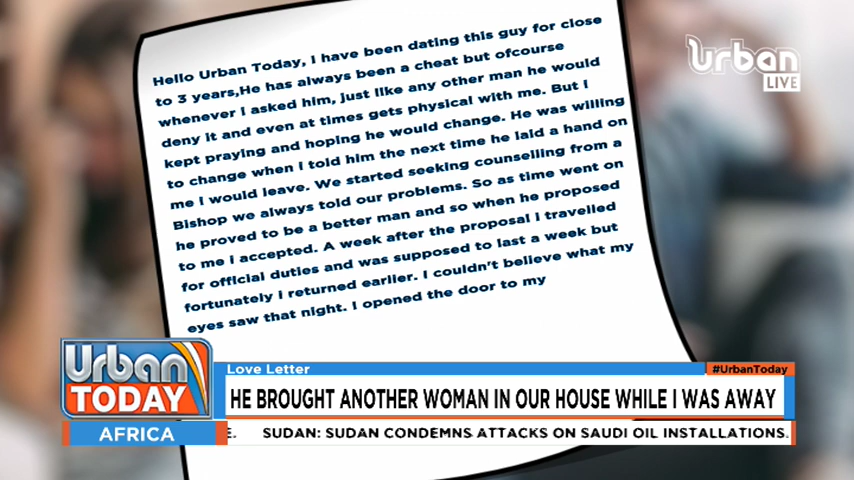 Hello Urban Today, I have been dating this guy for close
to 3 years,He has always been a cheat but ofcourse
whenever I asked him, just like any other man he would
deny it and even at times gets physical with me. But I
kept praying and hoping he would change. He was willing
to change when I told him the next time he laid a hand on
me I would leave. We started seeking counselling from a
Bishop we always told our problems. So as time went on
he proved to be a better man and so when he proposed
to me i accepted. A week after the proposal I travelled
for official duties and was supposed to last a week but
fortunately I returned earlier. I couldn't believe what my
eyes saw that night. I opened the door to my
Urban
LIVE
Urban
TODAY
AFRICA
Love Letter
#UrbanToday
HE BROUGHT ANOTHER WOMAN IN OUR HOUSE WHILE I WAS AWAY
E. SUDAN: SUDAN CONDEMNS ATTACKS ON SAUDI OIL INSTALLATIONS.